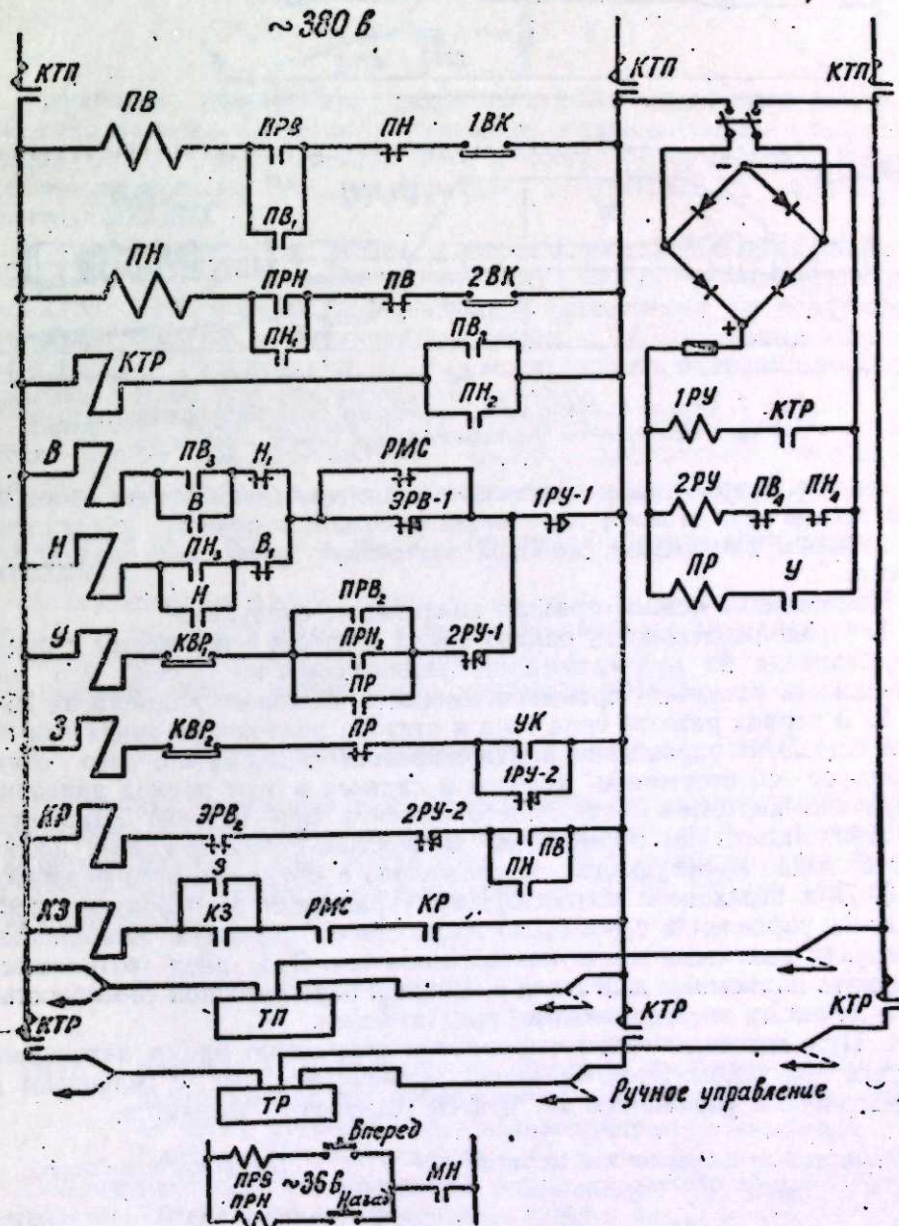 ~380 в
КТП КТП КТП
ПВ ПРВ ПН 1ВК
ПВ₁
ПН ПРН ПВ 2ВК
ПН₁ ПВ₂
КТР
ПН₂
1РУ КТР
В ПВ₃ Н₁ РМС
В ЭРВ-1 1РУ-1
2РУ ПВ₄ ПН₄
Н ПН₃ В₁
Н ПРВ₂
ПР У
У КВР₁ ПРН₂ 2РУ-1
ПР
З КВР₂ ПР УК
1РУ-2
КР ЭРВ₂ 2РУ-2 ПВ
ПН
З
КЗ РМС КР
КТР ТП КТР КТР
ТР Ручное управление
Вперед
ПРВ ~36в МН
ПРН Назад